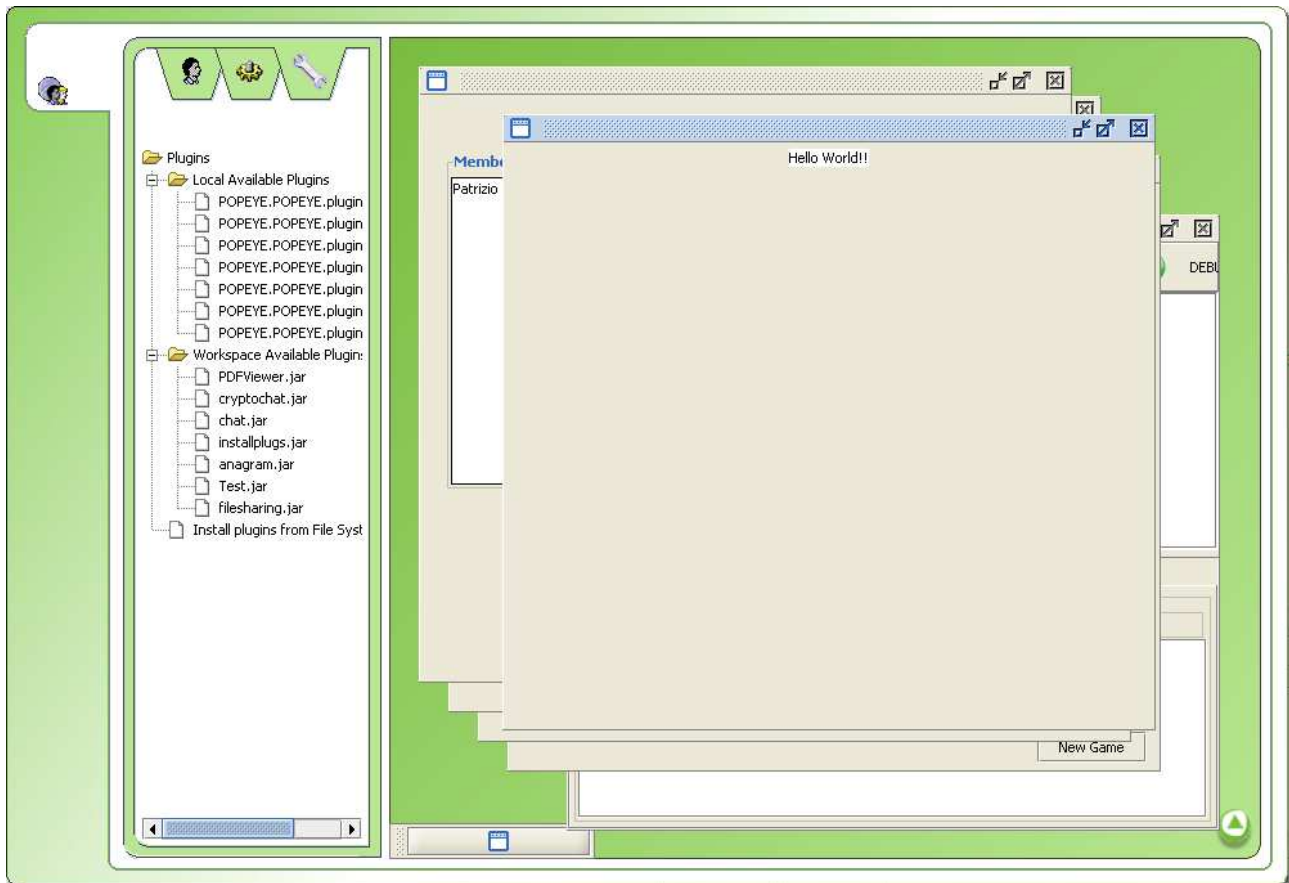 Plugins
Local Available Plugins
POPEYE.POPEYE.plugin
POPEYE.POPEYE.plugin
POPEYE.POPEYE.plugin
POPEYE.POPEYE.plugin
POPEYE.POPEYE.plugin
POPEYE.POPEYE.plugin
POPEYE.POPEYE.plugin
Workspace Available Plugin
PDFViewer.jar
cryptochat.jar
chat.jar
installplugs.jar
anagram.jar
Test.jar
filesharing.jar
Install plugins from File Syst
Membe
Patrizio
Hello World!!
DEBU
New Game